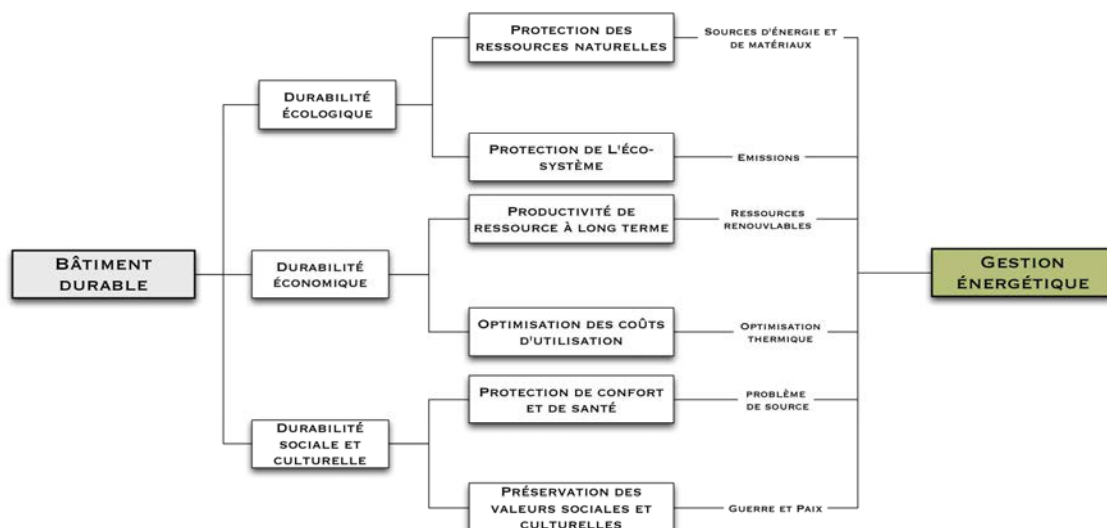 PROTECTION DES
RESSOURCES NATURELLES
SOURCES D'ÉNERGIE ET
DE MATÉRIAUX
DURABILITÉ
ÉCOLOGIQUE
PROTECTION DE L'ÉCO-
SYSTÈME
EMISSIONS
PRODUCTIVITÉ DE
RESSOURCE À LONG TERME
RESSOURCES
RENOUVLABLES
BÂTIMENT
DURABLE
DURABILITÉ
ÉCONOMIQUE
GESTION
ÉNERGÉTIQUE
OPTIMISATION DES COÛTS
D'UTILISATION
OPTIMISATION
THERMIQUE
PROTECTION DE CONFORT
ET DE SANTÉ
PROBLÈME
DE SOURCE
DURABILITÉ
SOCIALE ET
CULTURELLE
PRÉSERVATION DES
VALEURS SOCIALES ET
CULTURELLES
GUERRE ET PAIX